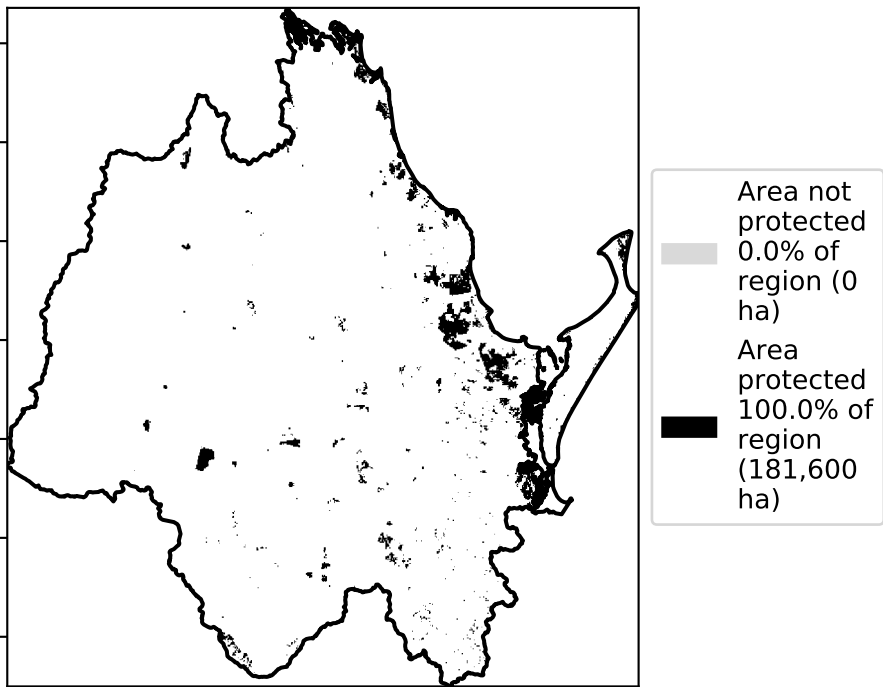 Area not
protected
0.0% of
region (0
ha)
Area
protected
100.0% of
region
(181,600
ha)